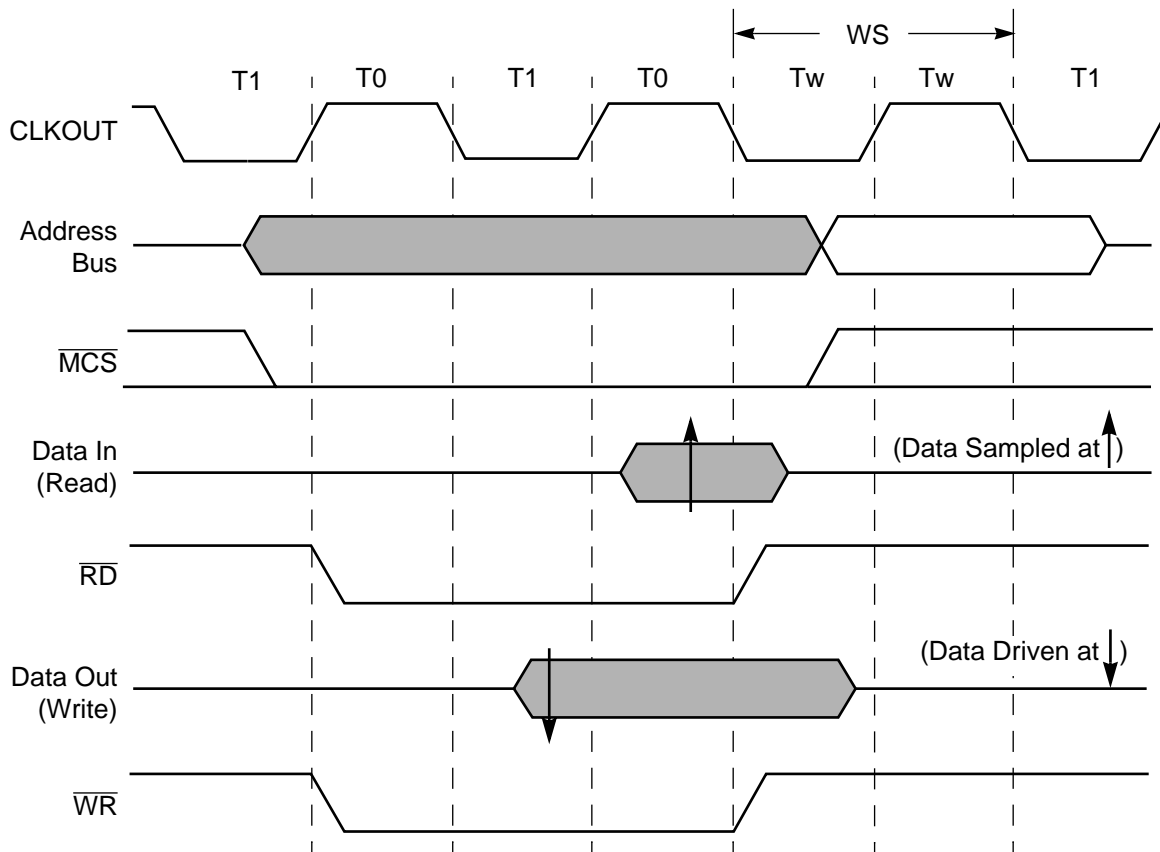 WS
T1 T0 T1 T0 Tw Tw T1
CLKOUT
Address
Bus
MCS
Data In
(Read)
(Data Sampled at )
RD
Data Out
(Write)
(Data Driven at )
WR